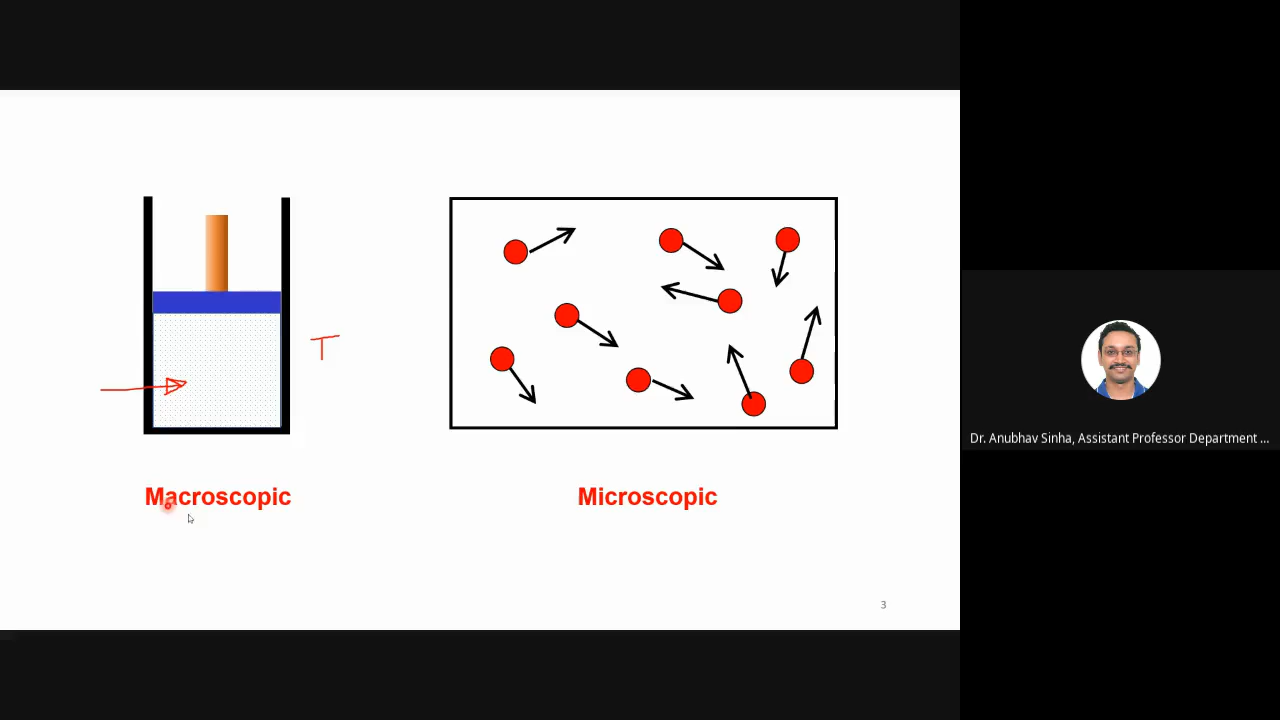 T
Macroscopic
Microscopic
3
Dr. Anubhav Sinha, Assistant Professor Department ...